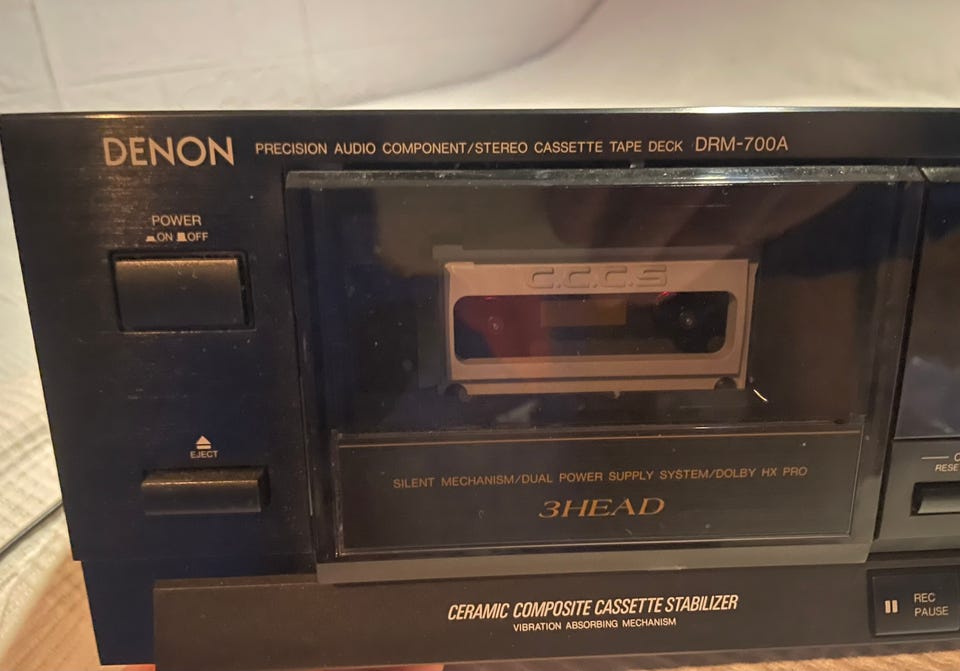 DENON PRECISION AUDIO COMPONENT/STEREO CASSETTE TAPE DECK DRM-700A
POWER
ON OFF
C.C.C.S
EJECT
SILENT MECHANISM/DUAL POWER SUPPLY SYSTEM/DOLBY HX PRO
3HEAD
CERAMIC COMPOSITE CASSETTE STABILIZER
VIBRATION ABSORBING MECHANISM
REC
PAUSE